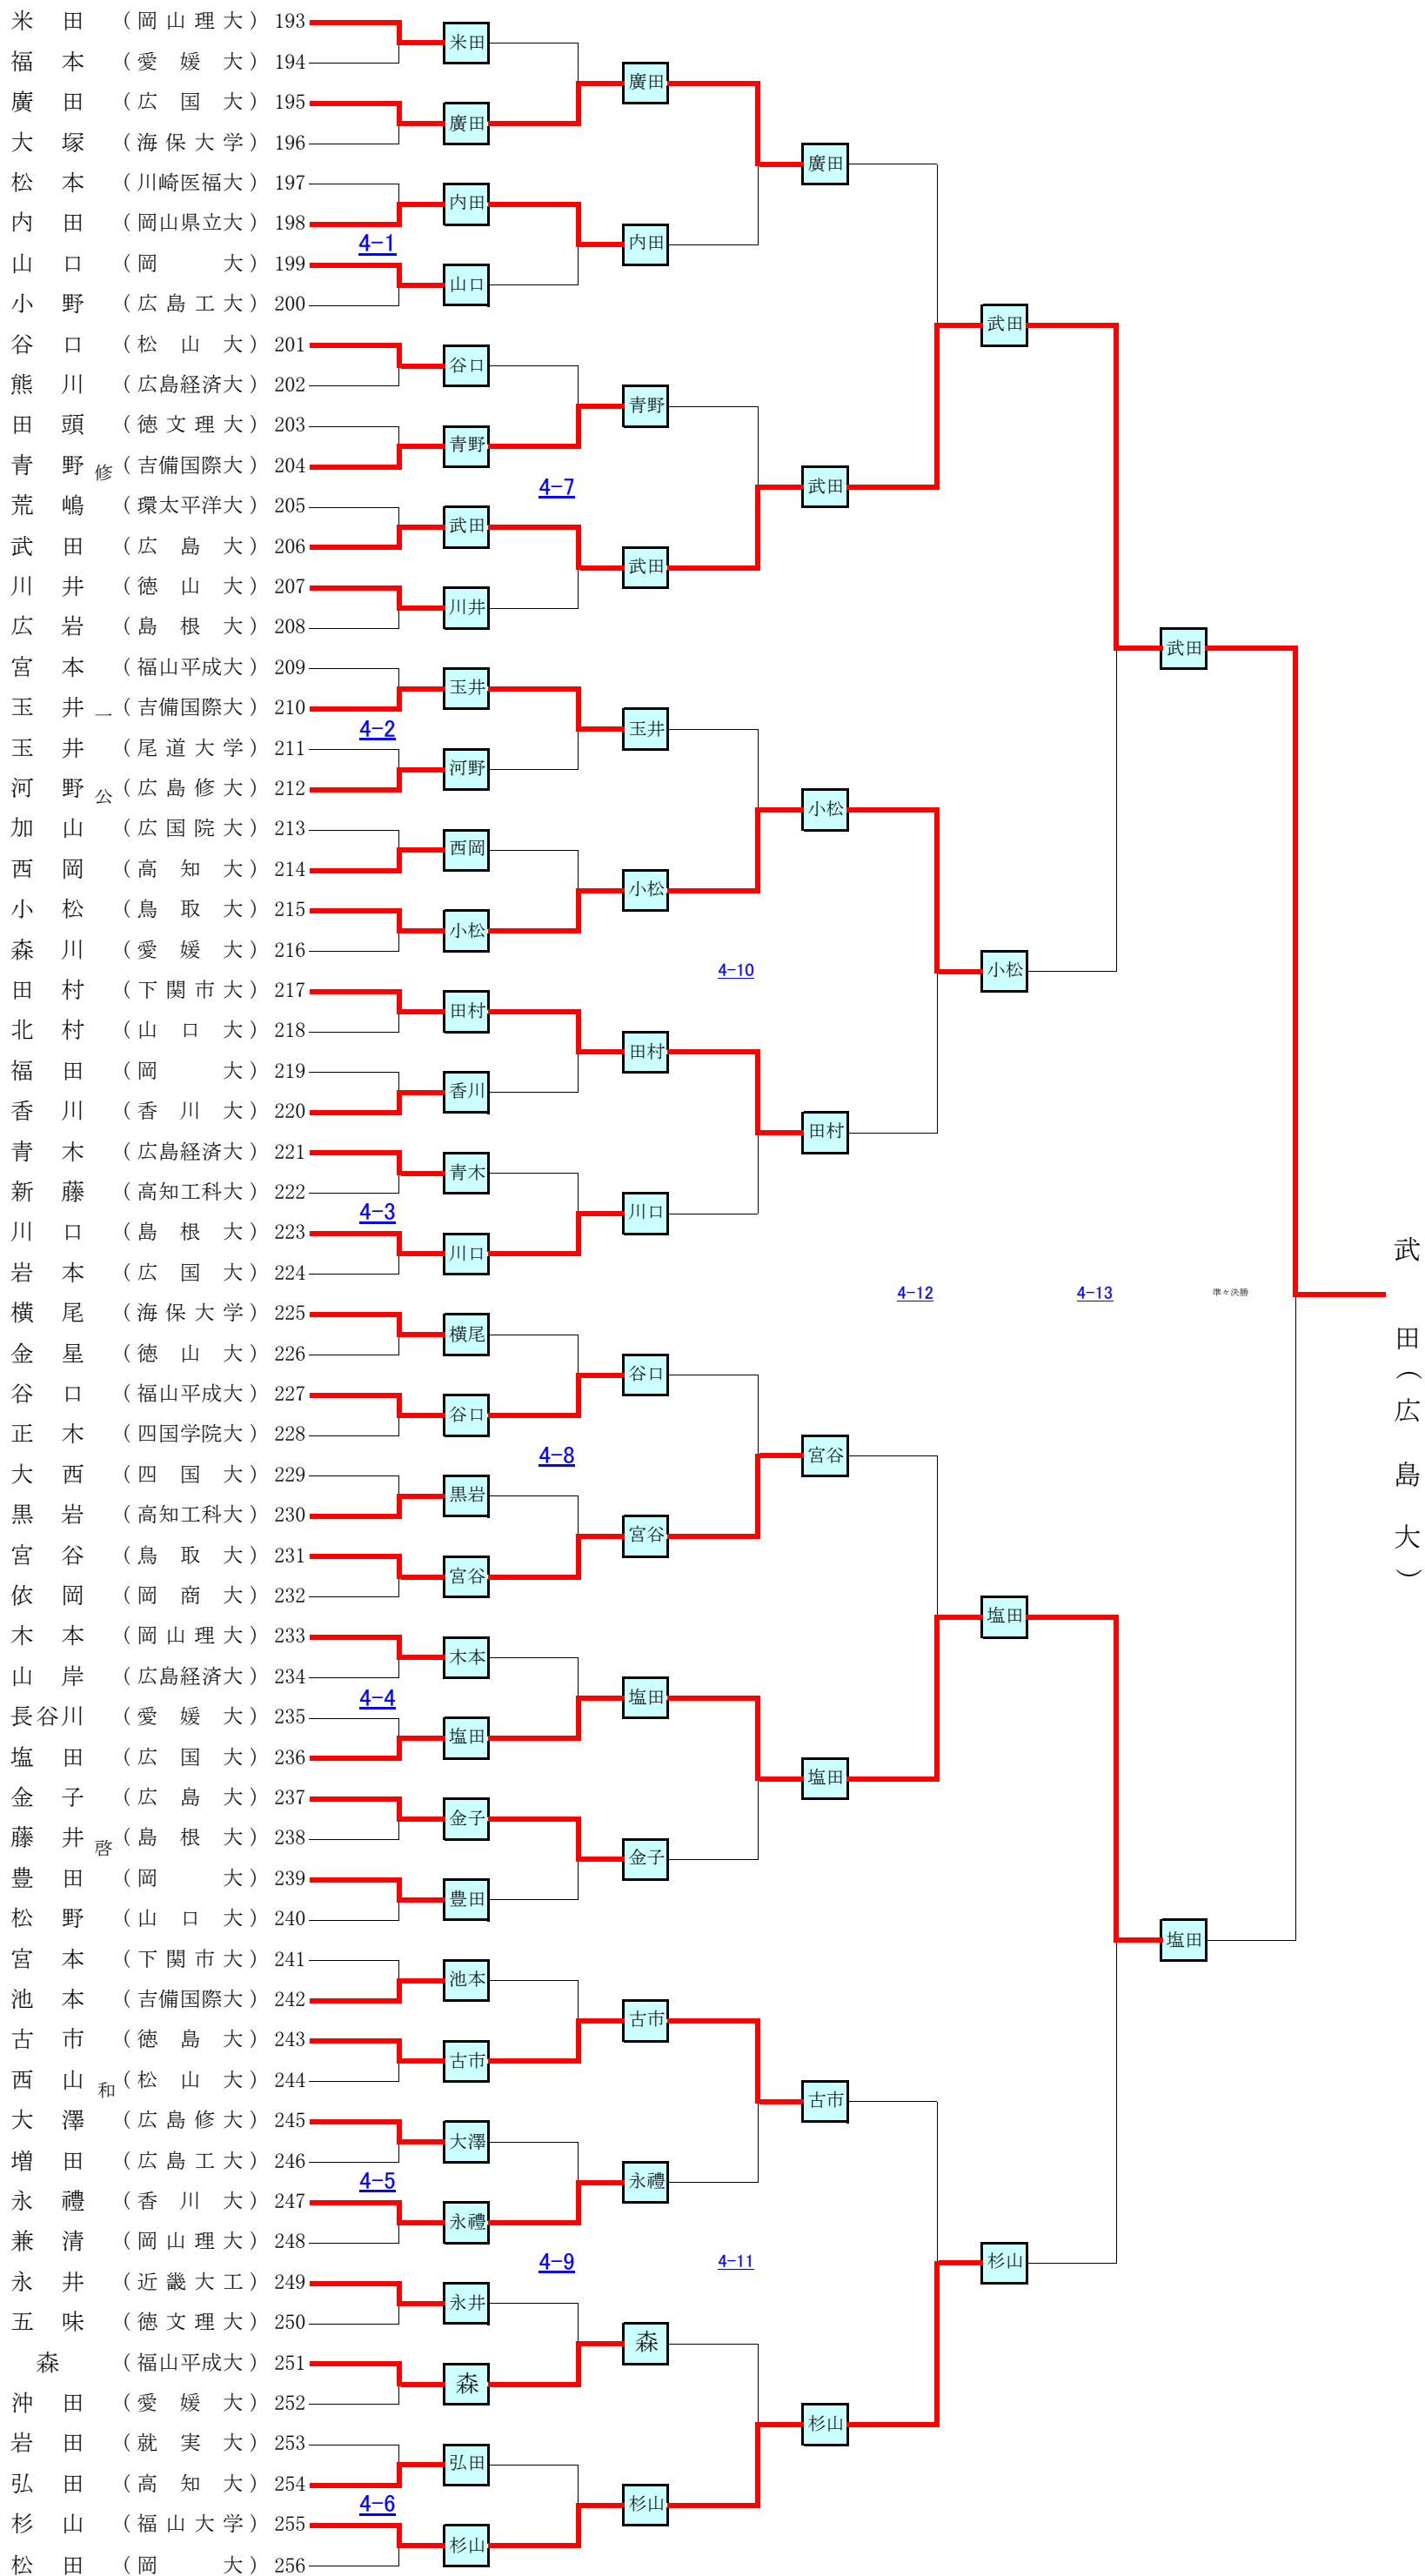 米田（岡山理大）193
福本（愛媛大）194
廣田（広国大）195
大塚（海保大学）196
松本（川崎医福大）197
内田（岡山県立大）198
山口（岡大）199
小野（広島工大）200
谷口（松山大）201
熊川（広島経済大）202
田頭（徳文理大）203
青野修（吉備国際大）204
荒嶋（環太平洋大）205
武田（広島大）206
川井（徳山大）207
広岩（島根大）208
宮本（福山平成大）209
玉井一（吉備国際大）210
玉井（尾道大学）211
河野公（広島修大）212
加山（広国院大）213
西岡（高知大）214
小松（鳥取大）215
森川（愛媛大）216
田村（下関市大）217
北村（山口大）218
福田（岡大）219
香川（香川大）220
青木（広島経済大）221
新藤（高知工科大）222
川口（島根大）223
岩本（広国大）224
横尾（海保大学）225
金星（徳山大）226
谷口（福山平成大）227
正木（四国学院大）228
大西（四国大）229
黒岩（高知工科大）230
宮谷（鳥取大）231
依岡（岡商大）232
木本（岡山理大）233
山岸（広島経済大）234
長谷川（愛媛大）235
塩田（広国大）236
金子（広島大）237
藤井啓（島根大）238
豊田（岡大）239
松野（山口大）240
宮本（下関市大）241
池本（吉備国際大）242
古市（徳島大）243
西山和（松山大）244
大澤（広島修大）245
増田（広島工大）246
永禮（香川大）247
兼清（岡山理大）248
永井（近畿大工）249
五味（徳文理大）250
森（福山平成大）251
沖田（愛媛大）252
岩田（就実大）253
弘田（高知大）254
杉山（福山大学）255
松田（岡大）256
4-1
4-2
4-3
4-4
4-5
4-6
米田
廣田
内田
山口
谷口
青野
武田
川井
玉井
河野
西岡
小松
田村
香川
青木
川口
横尾
谷口
黒岩
宮谷
木本
塩田
金子
豊田
池本
古市
大澤
永禮
永井
森
弘田
杉山
4-7
4-8
4-9
廣田
内田
青野
武田
玉井
小松
田村
川口
谷口
宮谷
塩田
金子
古市
永禮
森
杉山
4-10
4-11
廣田
武田
小松
田村
宮谷
塩田
古市
杉山
4-12
武田
小松
塩田
杉山
4-13
武田
塩田
準々決勝
武田（広島大）